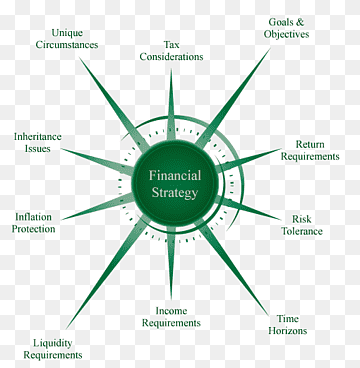 Goals &
Objectives
Unique
Circumstances
Tax
Considerations
Inheritance
Issues
Return
Requirements
Financial
Strategy
Inflation
Protection
Risk
Tolerance
Income
Requirements
Time
Horizons
Liquidity
Requirements